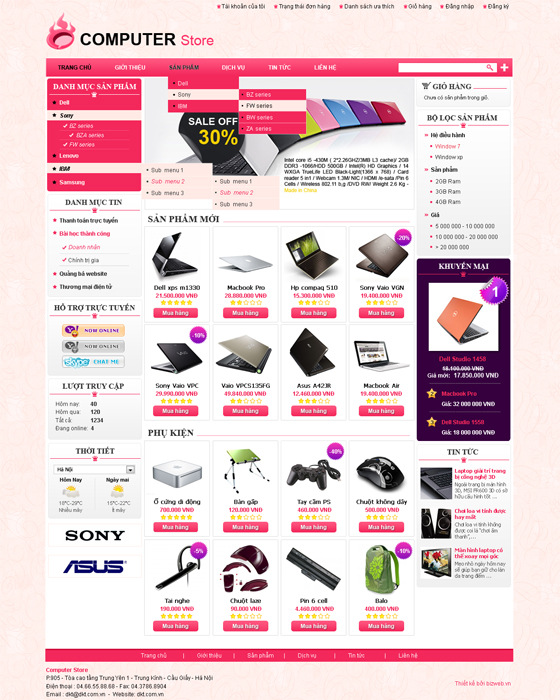 Tài khoản của tôi Trạng thái đơn hàng Danh sách ưu thích Giỏ hàng Đăng nhập Đăng ký
COMPUTER Store
TRANG CHỦ GIỚI THIỆU SẢN PHẨM DỊCH VỤ TIN TỨC LIÊN HỆ
DANH MỤC SẢN PHẨM
Dell
Sony
BZ series
BZA series
FW series
Lenovo
IBM
Samsung
Dell
Sony
IBM
BZ series
FW series
BW series
ZA series
SALE OFF
30%
Sub menu 1
Sub menu 2
Sub menu 3
Sub menu 1
Sub menu 2
Sub menu 3
Intel core i5 -430M ( 2*2.26GHZ/3MB L3 cache)/ 2GB
DDR3 -1066/HDD 500GB / Intel(R) HD Graphics / 14
WXGA TrueLife LED Black-Light(1366 x 768) / Card
reader 5 in1 / Webcam 1.3M/ NIC / HDMI /e-sata /Pin 6
Cells / Wireless 802.11 b,g /DVD RW/ Weight 2.6 Kg -
Made in China
GIỎ HÀNG
Chưa có sản phẩm trong giỏ.
BỘ LỌC SẢN PHẨM
Hệ điều hành
Window 7
Window xp
Sản phẩm
2GB Ram
3GB Ram
4GB Ram
Giá
5 000 000 - 10 000 000
10 000 000 - 20 000 000
+ 20 000 000
DANH MỤC TIN
Thanh toán trực tuyến
Bài học thành công
Doanh nhân
Chính trị gia
Quảng bá website
Thương mại điện tử
HỖ TRỢ TRỰC TUYẾN
NOW ONLINE
NOW ONLINE
skype CHAT ME
LƯỢT TRUY CẬP
Hôm nay: 40
Hôm qua: 120
Tất cả: 1234
Đang online: 4
THỜI TIẾT
Hà Nội
Hôm Nay Ngày mai
16°C-29°C 15°C-22°C
Nhiều mây Ít mây
SONY
ASUS
SẢN PHẨM MỚI
-20%
Dell xps m1330 Macbook Pro Hp compaq 510 Sony Vaio VGN
21.500.000 VNĐ 28.800.000 VNĐ 15.300.000 VNĐ 19.400.000 VNĐ
Mua hàng Mua hàng Mua hàng Mua hàng
-10%
Sony Vaio VPC Vaio VPCS135FG Asus A42JR Macbook Air
29.990.000 VNĐ 49.840.000 VNĐ 12.460.000 VNĐ 19.400.000 VNĐ
Mua hàng Mua hàng Mua hàng Mua hàng
PHỤ KIỆN
-40%
Ổ cứng di động Bàn gấp Tay cầm PS Chuột không dây
700.000 VNĐ 120.000 VNĐ 460.000 VNĐ 500.000 VNĐ
Mua hàng Mua hàng Mua hàng Mua hàng
-5% -10%
Tai nghe Chuột laze Pin 6 cell Balo
190.000 VNĐ 90.000 VNĐ 4.460.000 VNĐ 400.000 VNĐ
Mua hàng Mua hàng Mua hàng Mua hàng
KHUYẾN MẠI
1
Dell Studio 1458
18.100.000 VNĐ
Giá mới: 17.850.000 VNĐ
2 Macbook Pro
Giá: 32 000 000 VNĐ
3 Dell Studio 1558
Giá: 18 000 000 VNĐ
TIN TỨC
Laptop giải trí trang
bị công nghệ 3D
Ngoài trang bị màn hình
3D, MSI FR600 3D có sở
hữu cấu hình tốt ...
Chơi loa vi tính được
hay mất
Chơi loa vi tính không
được coi là "chơi âm
thanh",...
Màn hình laptop có
thể xoay mọi góc
Mẹo nhỏ ngày hôm nay
sẽ giúp bạn giữ cho làn
da trang điểm ...
Trang chủ | Giới thiệu | Sản phẩm | Dịch vụ | Tin tức | Liên hệ
Computer Store
P.905 - Tòa cao tầng Trung Yên 1 - Trung Kính - Cầu Giấy - Hà Nội
Điện thoại : 04.66.55.88.68 - Fax: 04.3786.8904
Email: dkt@dkt.com.vn - Website: dkt.com.vn
Thiết kế bởi bizweb.vn